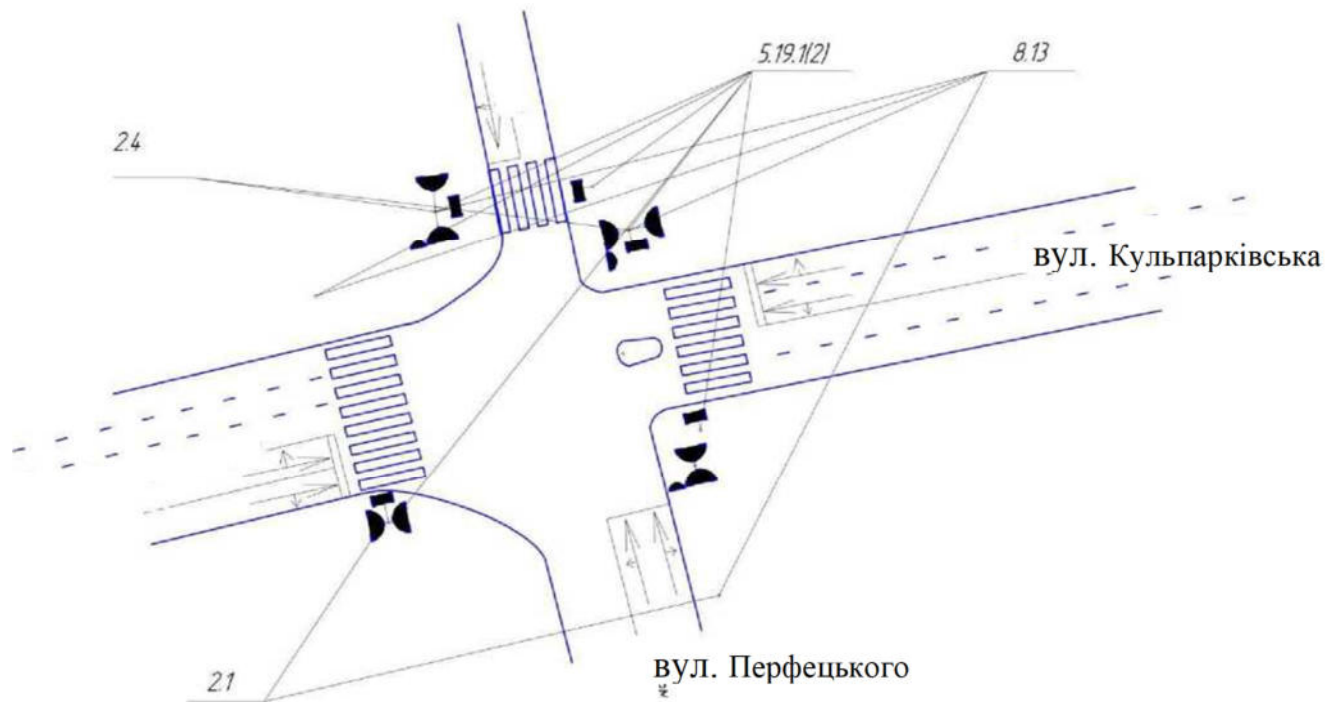 5.19.1(2)
8.13
2.4
вул. Кульпарківська
вул. Перфецького
2.1